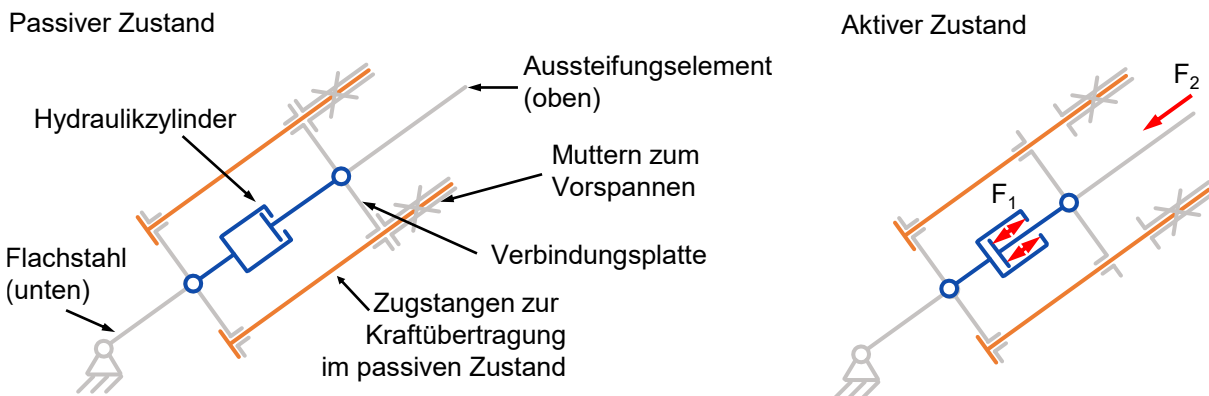 Passiver Zustand
Aktiver Zustand
Aussteifungselement
(oben)
Hydraulikzylinder
Muttern zum
Vorspannen
Verbindungsplatte
Flachstahl
(unten)
Zugstangen zur
Kraftübertragung
im passiven Zustand
F2
F1